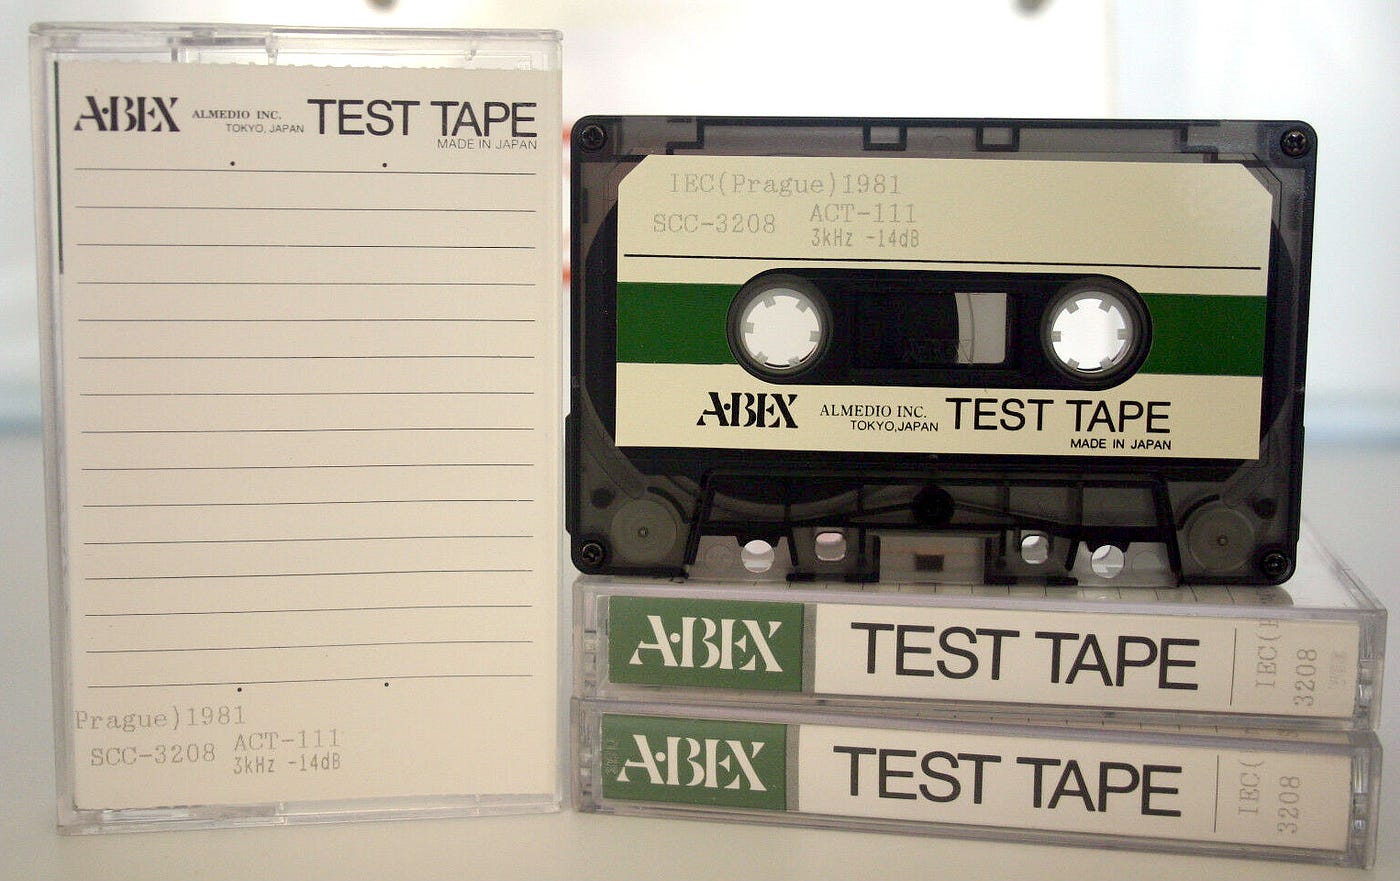 A·BEX ALMEDIO INC. TEST TAPE
TOKYO, JAPAN
MADE IN JAPAN
Prague)1981
SCC-3208 ACT-111
3kHz -14dB
IEC(Prague)1981
SCC-3208 ACT-111
3kHz -14dB
A·BEX
A·BEX ALMEDIO INC. TEST TAPE
TOKYO,JAPAN
MADE IN JAPAN
A·BEX TEST TAPE IEC(
3208
A·BEX TEST TAPE IEC(
3208